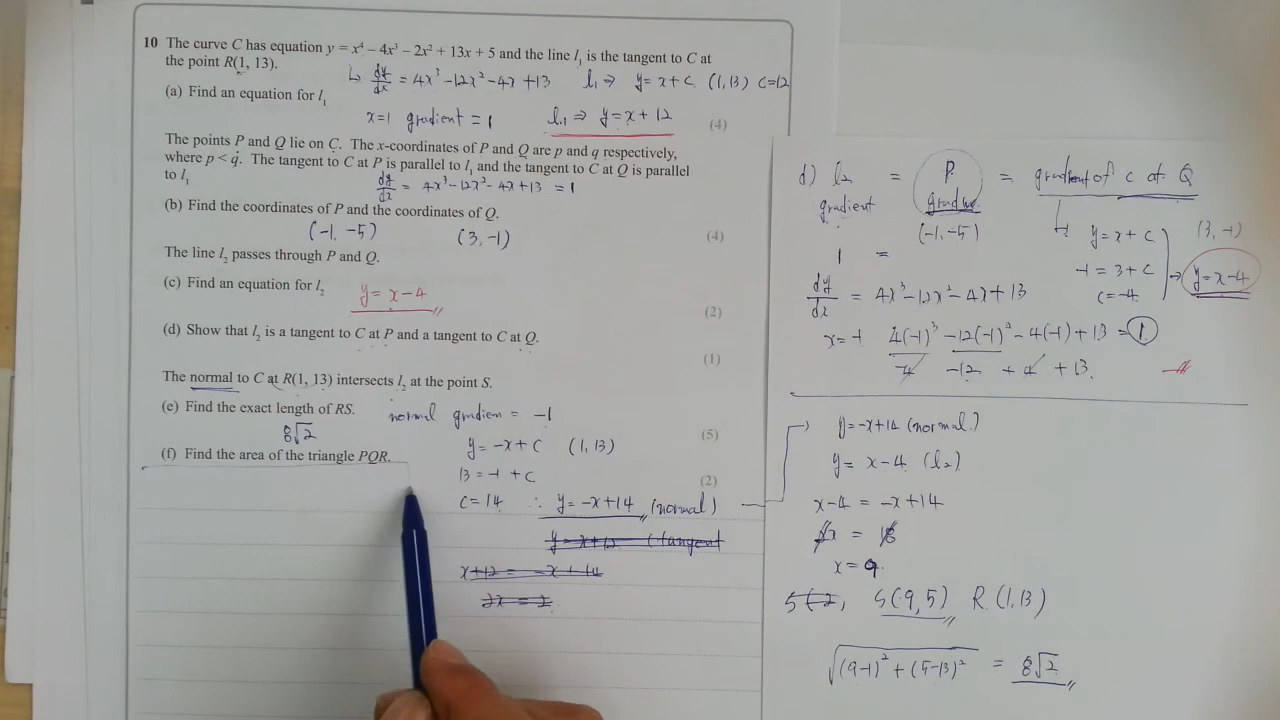 10 The curve C has equation y = x⁴ – 4x³ – 2x² + 13x + 5 and the line l₁ is the tangent to C at
the point R(1, 13).
↳ dy/dx = 4x³ -12x² -4x +13 l₁ ⇒ y = x + c (1,13) c=12
(a) Find an equation for l₁
x=1 gradient = 1 l₁ ⇒ y = x + 12 (4)
The points P and Q lie on C. The x-coordinates of P and Q are p and q respectively,
where p < q. The tangent to C at P is parallel to l₁ and the tangent to C at Q is parallel
to l₁
dy/dx = 4x³-12x²-4x+13 = 1
(b) Find the coordinates of P and the coordinates of Q.
(-1, -5) (3, -1) (4)
The line l₂ passes through P and Q.
(c) Find an equation for l₂ y = x-4
(2)
(d) Show that l₂ is a tangent to C at P and a tangent to C at Q.
(1)
The normal to C at R(1, 13) intersects l₂ at the point S.
(e) Find the exact length of RS. normal gradien = -1
8√2 y = -x + c (1, 13) (5)
(f) Find the area of the triangle PQR.
13 = -1 + c (2)
c = 14 ∴ y = -x+14 (normal)
y = x+12 (tangent
x+12 = -x + 14
2x = 2
d) l₂ = P = gradient of C at Q
gradient
(-1, -5)
↳ y = x + c (3, -1)
1 =
-1 = 3 + c → y = x-4
c = -4
dy/dx = 4x³ -12x² -4x + 13
x = -1 4(-1)³ -12(-1)² -4(-1) + 13 = 1
-4 -12 + 4 + 13.
→ y = -x+14 (normal)
y = x-4 (l₂)
x-4 = -x+14
2x = 18
x = 9
S(9, 5) R (1, 13)
√(9-1)² + (5-13)² = 8√2